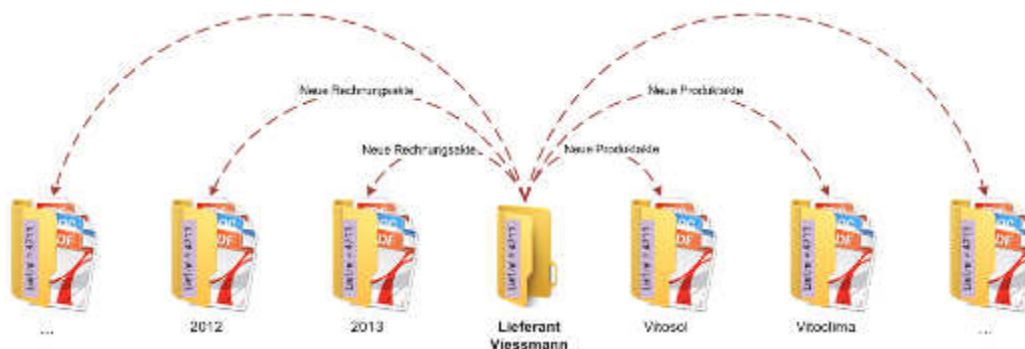 Neue Rechnungsakte
Neue Produktakte
Neue Rechnungsakte
Neue Produktakte
...
2012
2013
Lieferant
Viessmann
Vitosol
Vitoclima
...